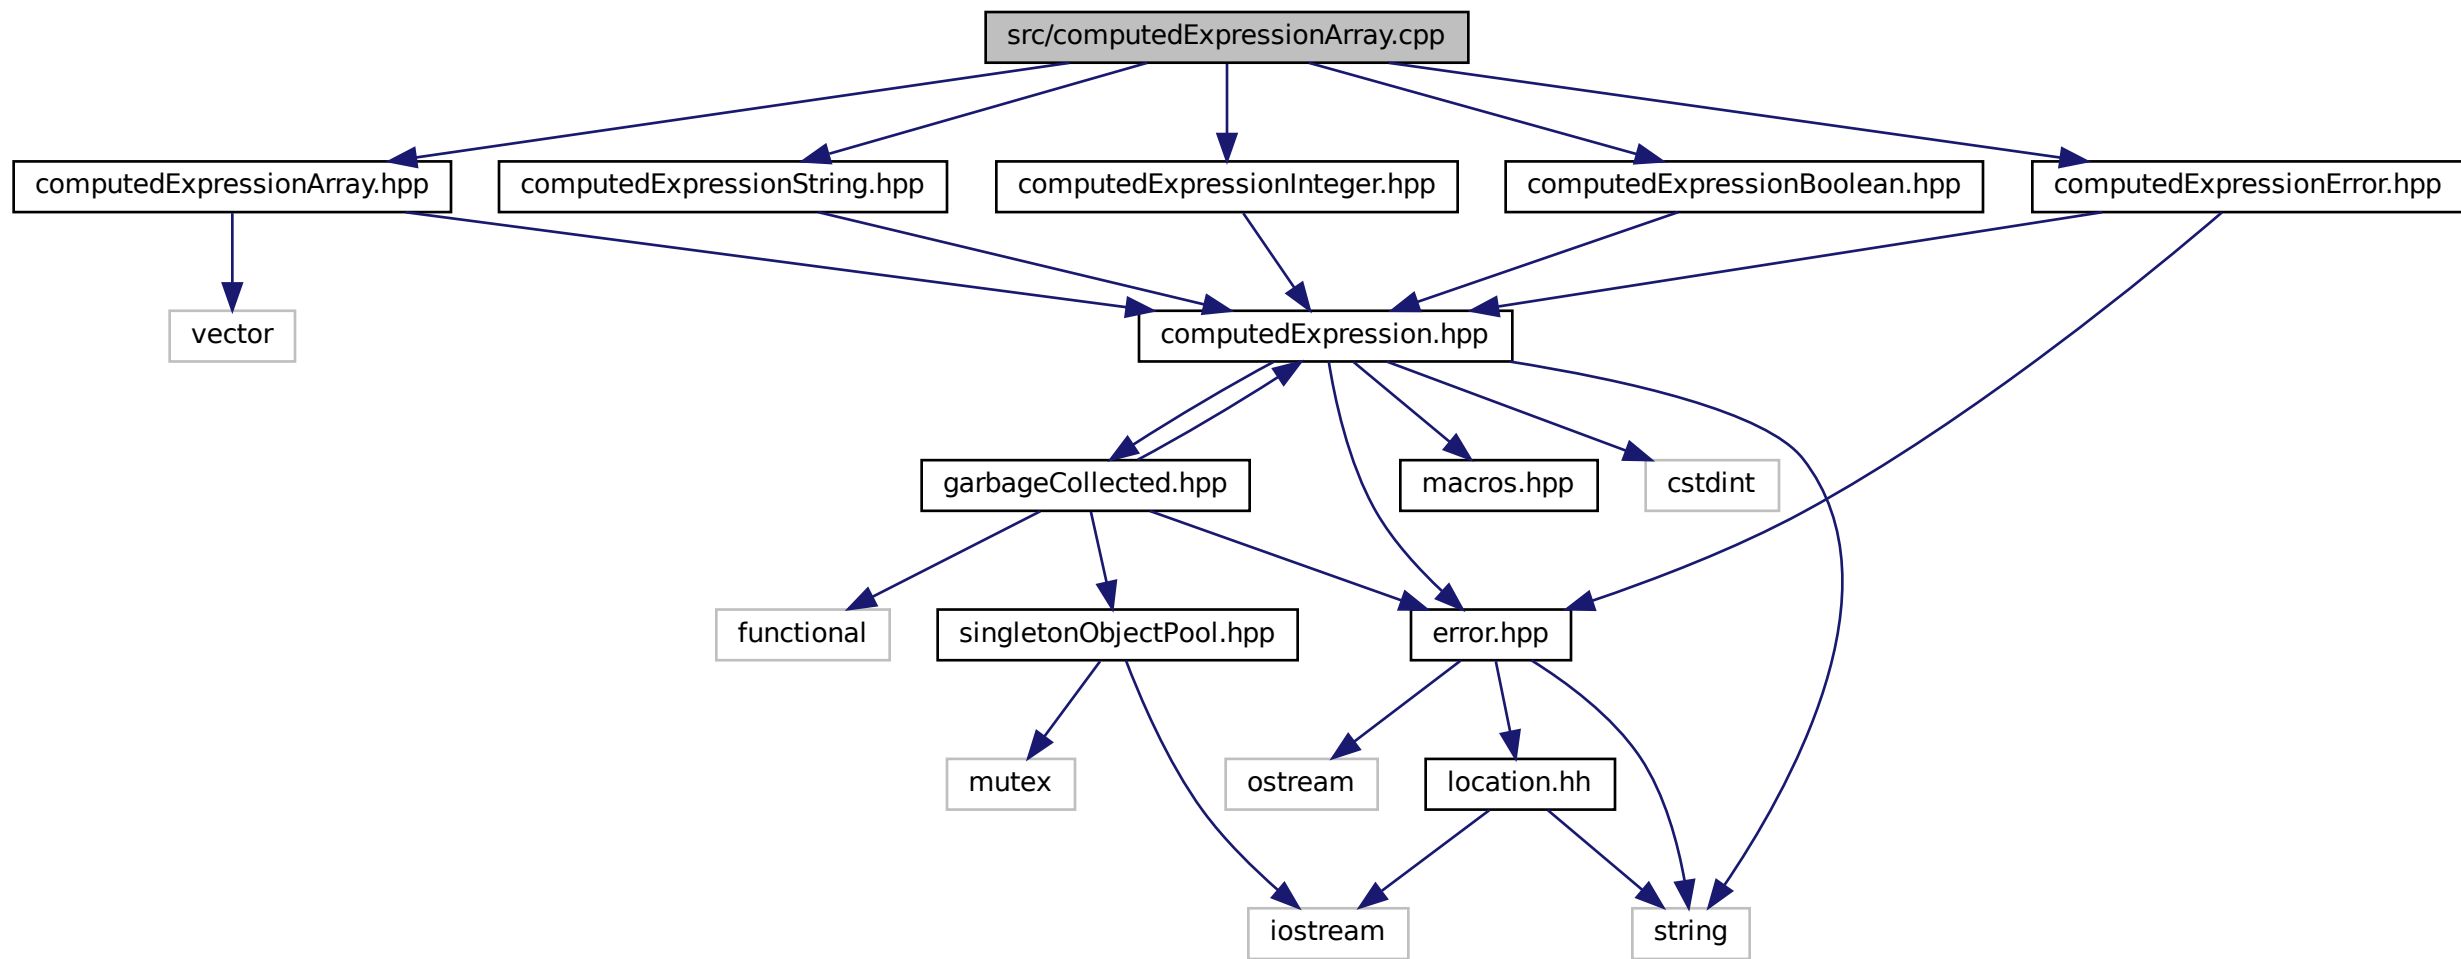 src/computedExpressionArray.cpp
computedExpressionArray.hpp
computedExpressionString.hpp
computedExpressionInteger.hpp
computedExpressionBoolean.hpp
computedExpressionError.hpp
vector
computedExpression.hpp
garbageCollected.hpp
macros.hpp
cstdint
functional
singletonObjectPool.hpp
error.hpp
mutex
ostream
location.hh
iostream
string